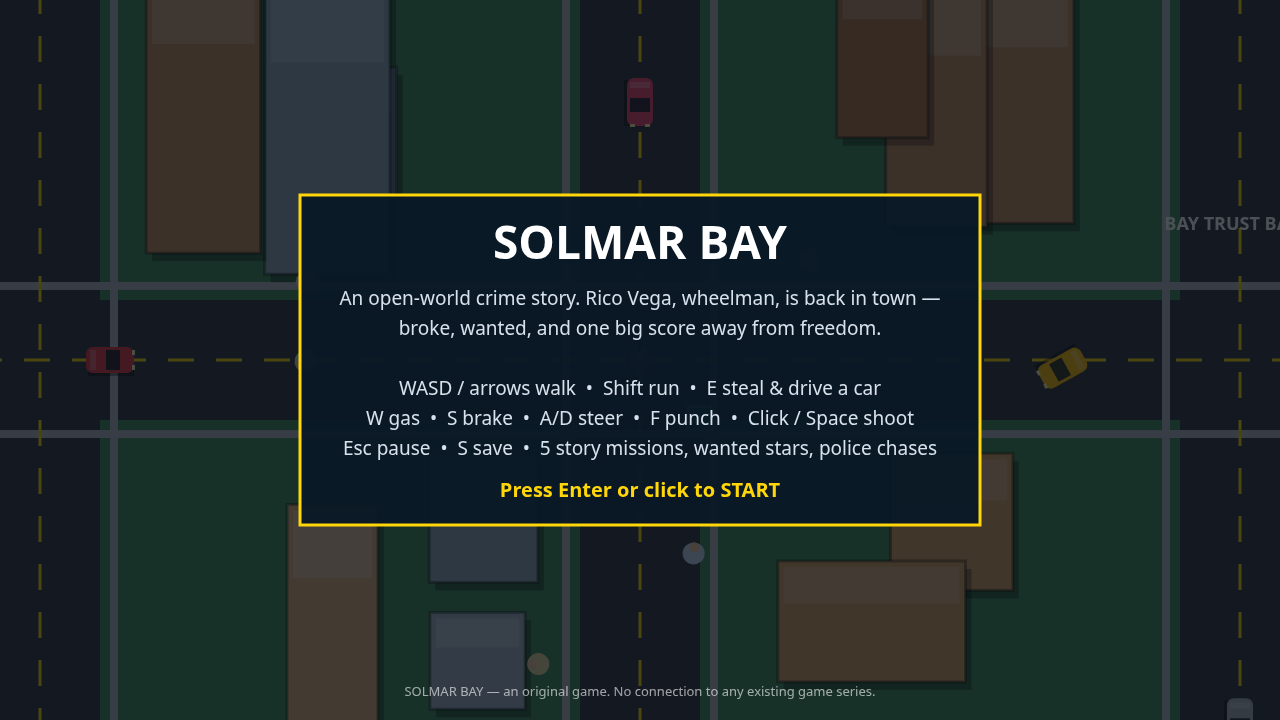 BAY TRUST BA
SOLMAR BAY
An open-world crime story. Rico Vega, wheelman, is back in town —
broke, wanted, and one big score away from freedom.
WASD / arrows walk • Shift run • E steal & drive a car
W gas • S brake • A/D steer • F punch • Click / Space shoot
Esc pause • S save • 5 story missions, wanted stars, police chases
Press Enter or click to START
SOLMAR BAY — an original game. No connection to any existing game series.